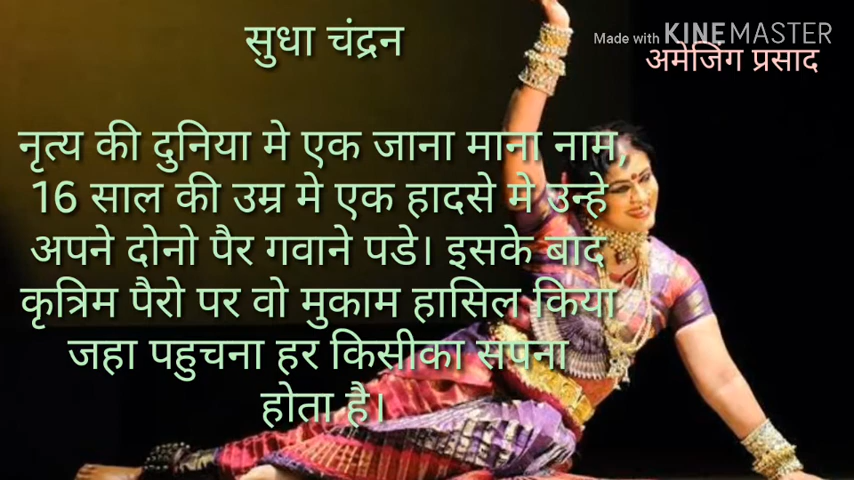 सुधा चंद्रन
Made with KINEMASTER
अमेजिंग प्रसाद
नृत्य की दुनिया मे एक जाना माना नाम,
16 साल की उम्र मे एक हादसे मे उन्हे
अपने दोनो पैर गवाने पडे। इसके बाद
कृत्रिम पैरो पर वो मुकाम हासिल किया
जहा पहुचना हर किसीका सपना
होता है।